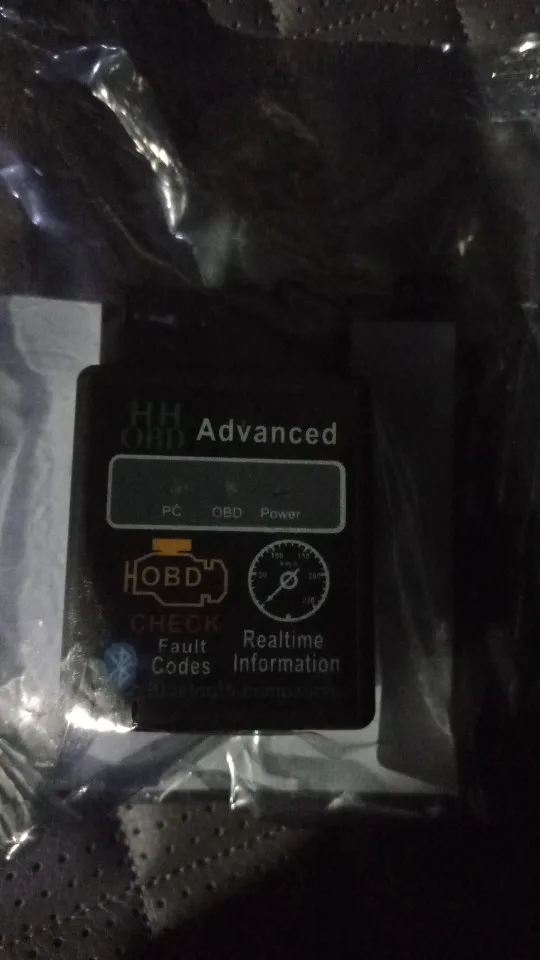 HH
OBD Advanced
PC OBD Power
OBD
CHECK
Fault
Codes
Realtime
Information